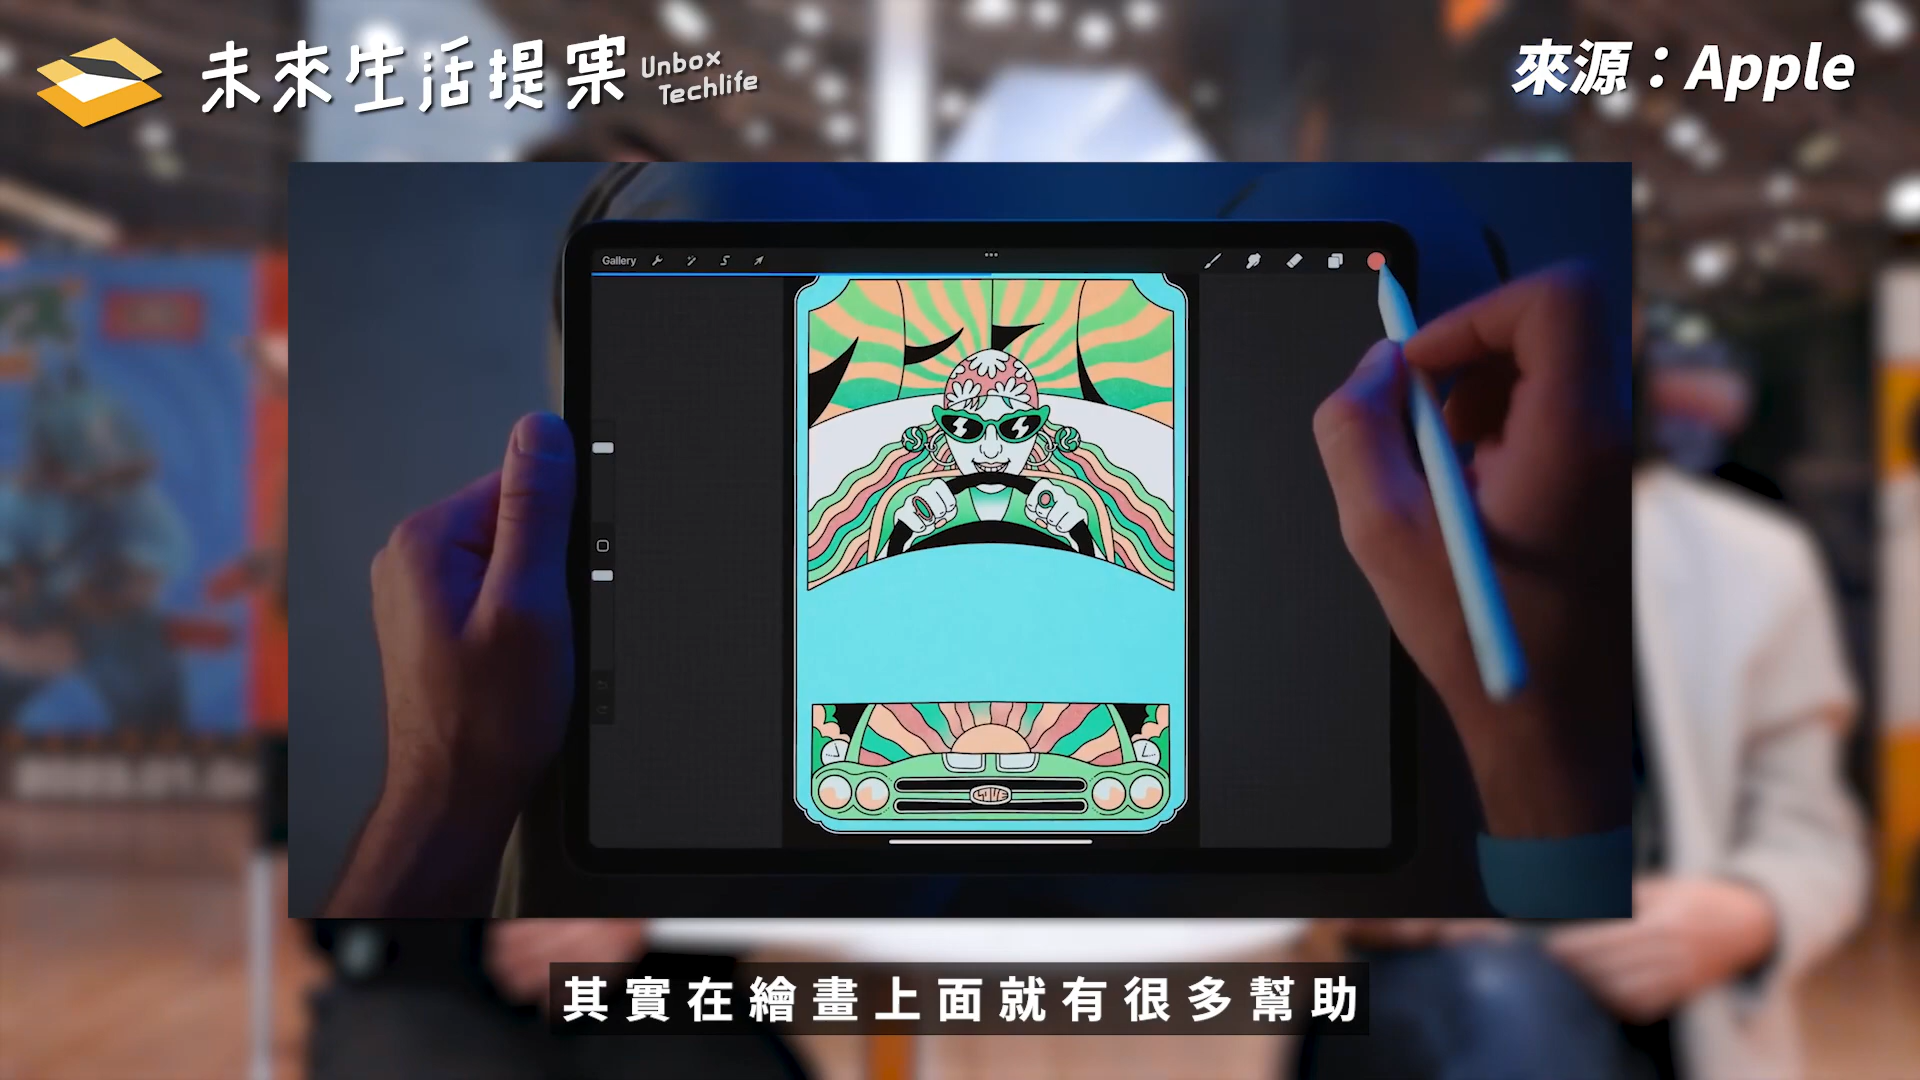 未來生活提案 Unbox
Techlife
來源：Apple
Gallery
LOVE
其實在繪畫上面就有很多幫助